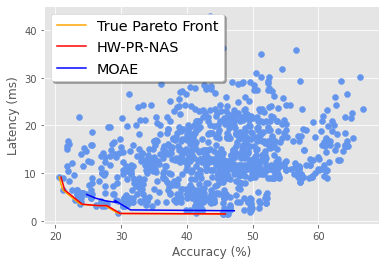 True Pareto Front
HW-PR-NAS
MOAE
Latency (ms)
40
30
20
10
0
20 30 40 50 60
Accuracy (%)